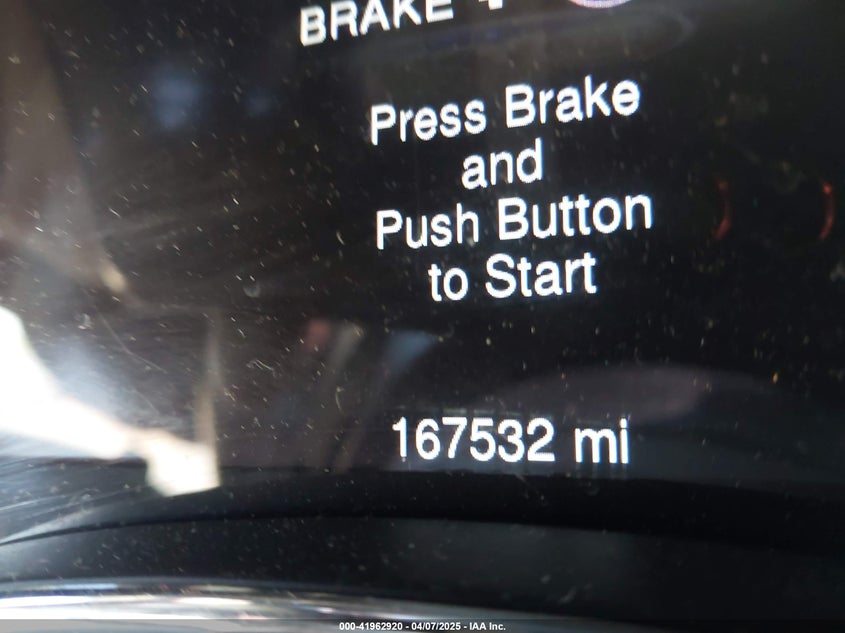 BRAKE
Press Brake
and
Push Button
to Start
167532 mi
000-41962920 - 04/07/2025 - IAA Inc.